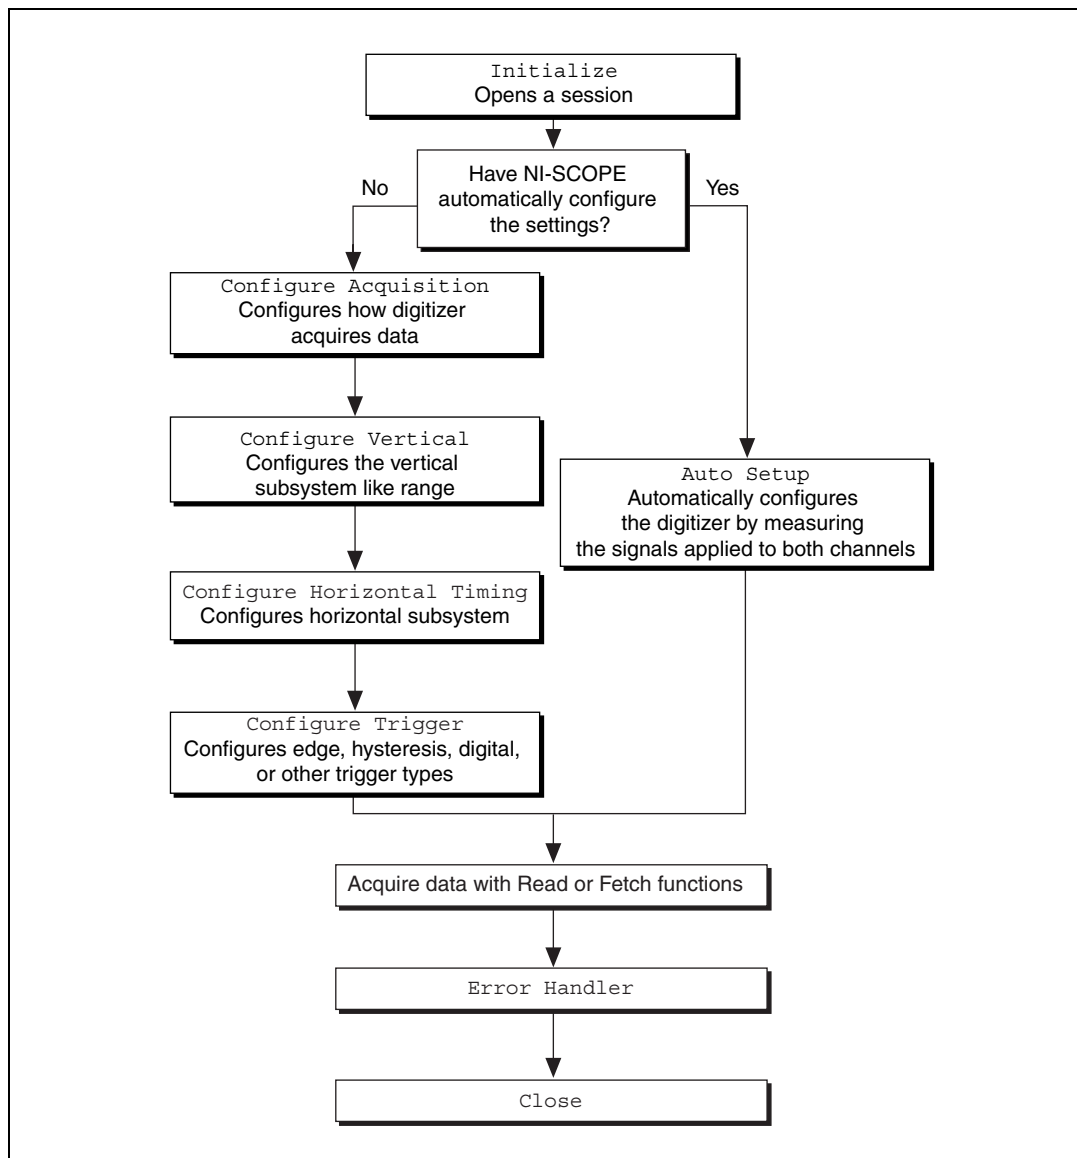 Initialize
Opens a session
Have NI-SCOPE
automatically configure
the settings?
No
Yes
Configure Acquisition
Configures how digitizer
acquires data
Configure Vertical
Configures the vertical
subsystem like range
Auto Setup
Automatically configures
the digitizer by measuring
the signals applied to both channels
Configure Horizontal Timing
Configures horizontal subsystem
Configure Trigger
Configures edge, hysteresis, digital,
or other trigger types
Acquire data with Read or Fetch functions
Error Handler
Close